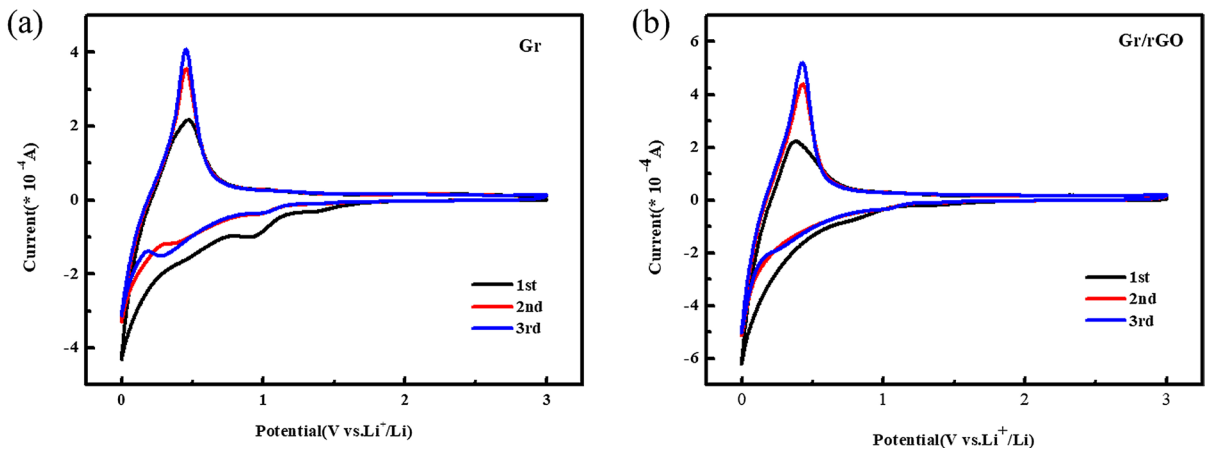 (a)
Gr
Current(* 10 -4A)
4
2
0
-2
-4
1st
2nd
3rd
0 1 2 3
Potential(V vs.Li+/Li)
(b)
Gr/rGO
Current(* 10 -4A)
6
4
2
0
-2
-4
-6
1st
2nd
3rd
0 1 2 3
Potential(V vs.Li+/Li)